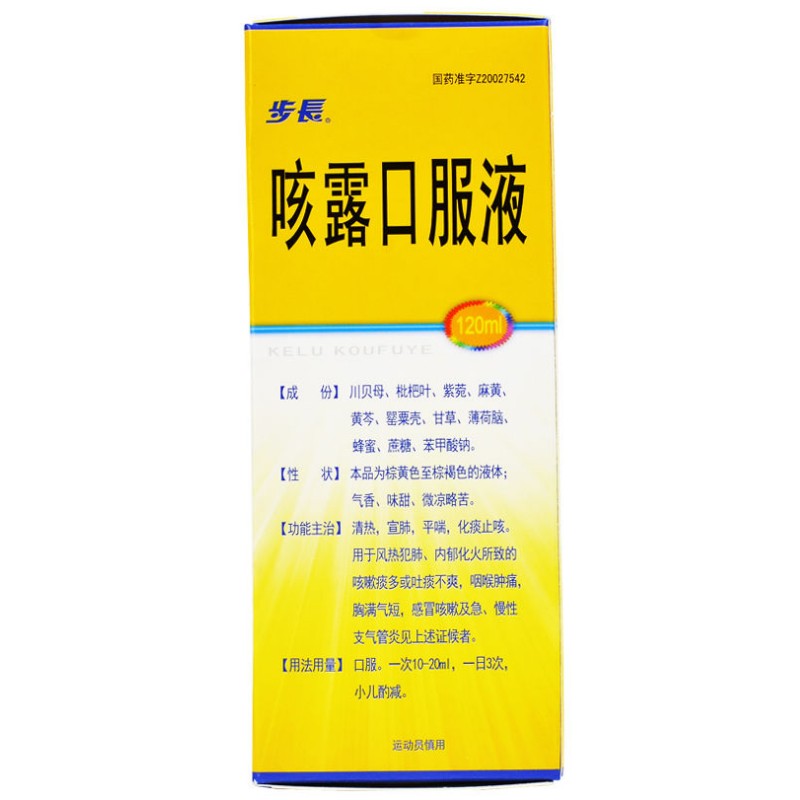 国药准字Z20027542
步長®
咳露口服液
120ml
KELU KOUFUYE
【成 份】川贝母、枇杷叶、紫菀、麻黄、
黄芩、罂粟壳、甘草、薄荷脑、
蜂蜜、蔗糖、苯甲酸钠。
【性 状】本品为棕黄色至棕褐色的液体；
气香、味甜、微凉略苦。
【功能主治】清热，宣肺，平喘，化痰止咳。
用于风热犯肺、内郁化火所致的
咳嗽痰多或吐痰不爽，咽喉肿痛，
胸满气短，感冒咳嗽及急、慢性
支气管炎见上述证候者。
【用法用量】口服。一次10-20ml，一日3次，
小儿酌减。
运动员慎用